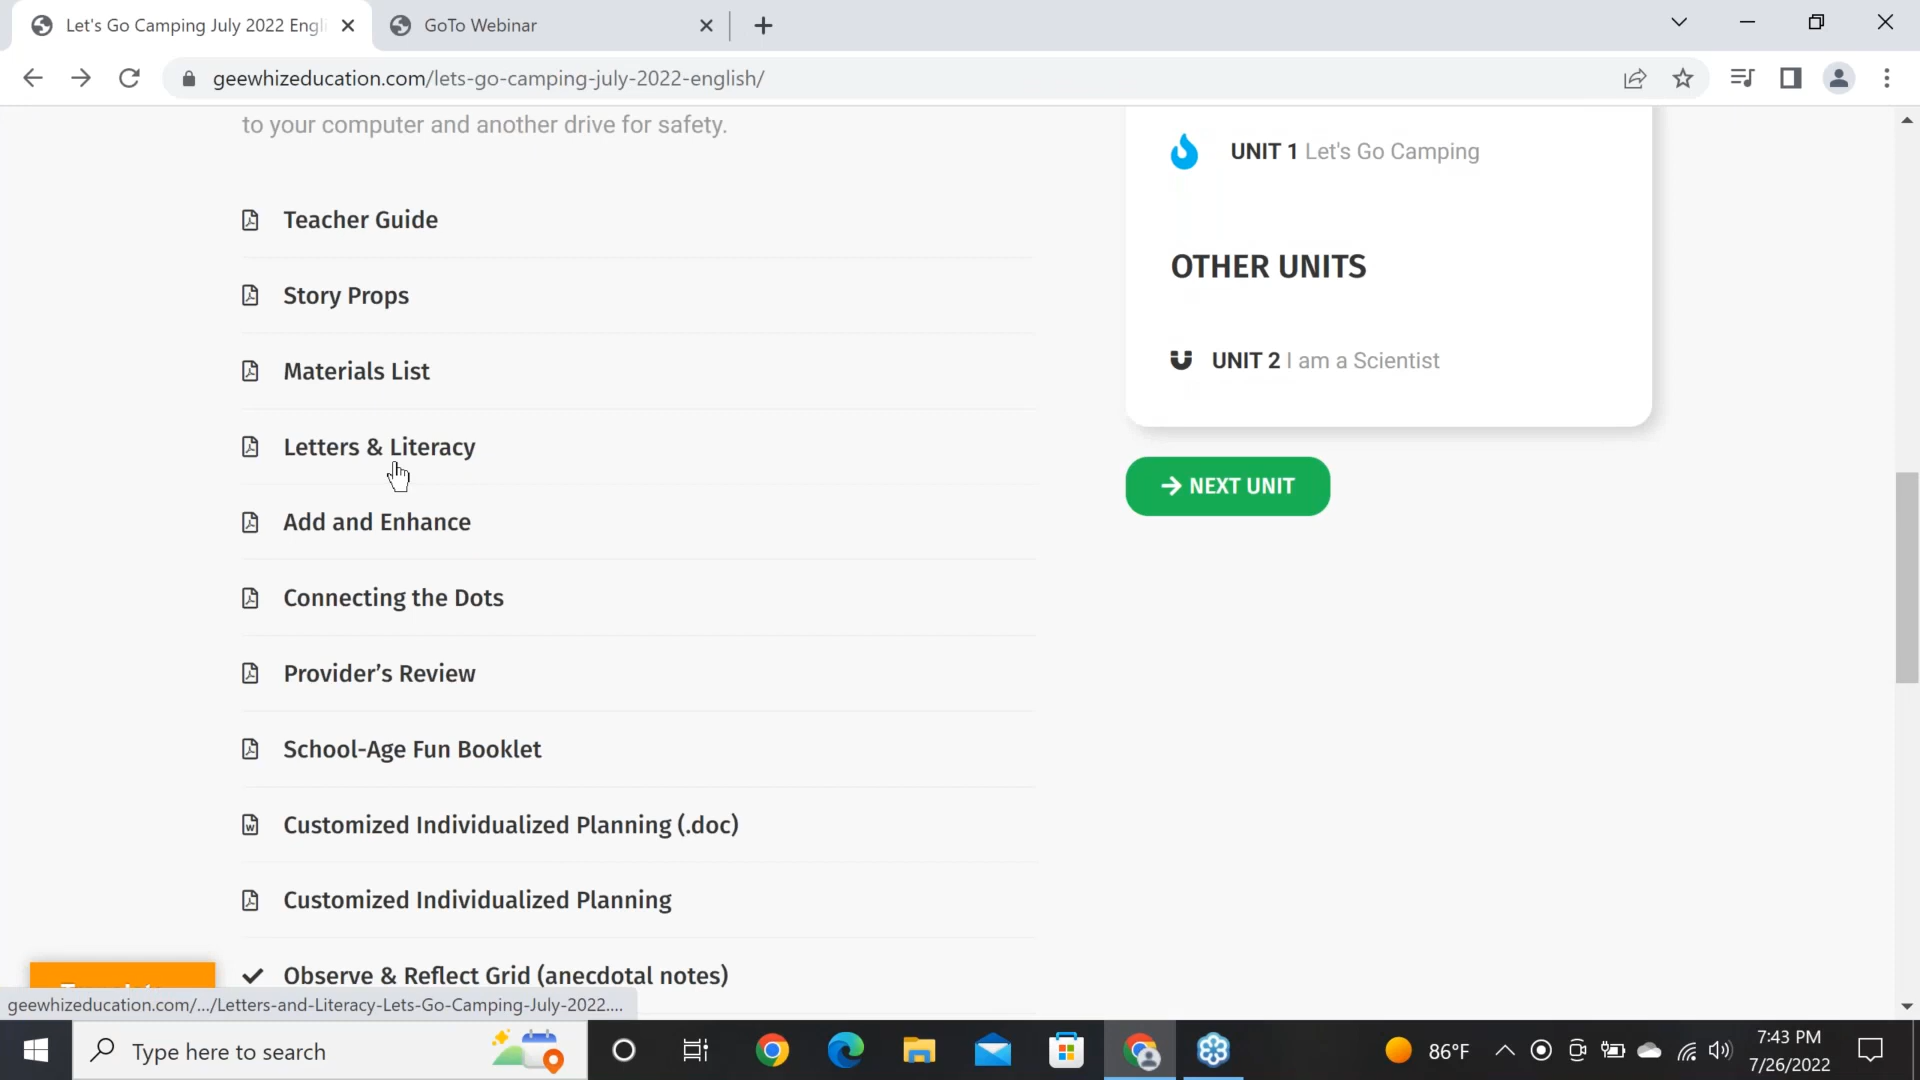 Let's Go Camping July 2022 Engli
GoTo Webinar
geewhizeducation.com/lets-go-camping-july-2022-english/
to your computer and another drive for safety.
Teacher Guide
Story Props
Materials List
Letters & Literacy
Add and Enhance
Connecting the Dots
Provider’s Review
School-Age Fun Booklet
Customized Individualized Planning (.doc)
Customized Individualized Planning
Observe & Reflect Grid (anecdotal notes)
UNIT 1 Let's Go Camping
OTHER UNITS
UNIT 2 I am a Scientist
NEXT UNIT
geewhizeducation.com/.../Letters-and-Literacy-Lets-Go-Camping-July-2022....
Type here to search
86°F
7:43 PM
7/26/2022